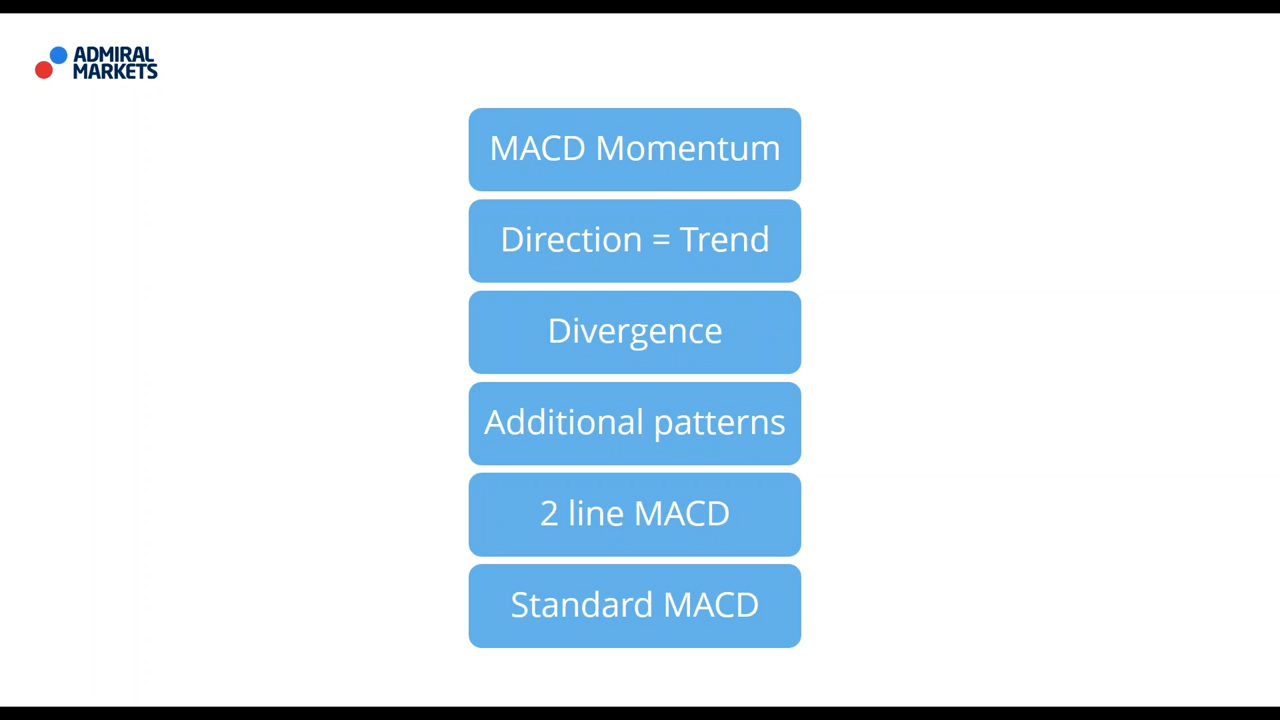 ADMIRAL
MARKETS
MACD Momentum
Direction = Trend
Divergence
Additional patterns
2 line MACD
Standard MACD